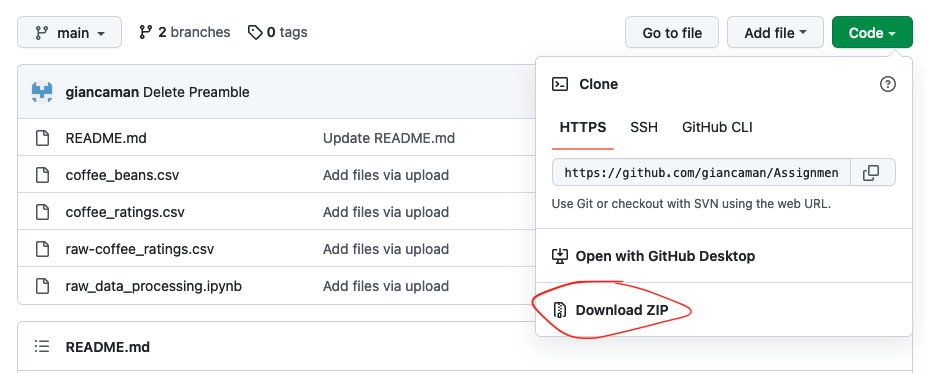 main 2 branches 0 tags Go to file Add file Code
giancaman Delete Preamble
README.md Update README.md
coffee_beans.csv Add files via upload
coffee_ratings.csv Add files via upload
raw-coffee_ratings.csv Add files via upload
raw_data_processing.ipynb Add files via upload
README.md
Clone
HTTPS SSH GitHub CLI
https://github.com/giancaman/Assignmen
Use Git or checkout with SVN using the web URL.
Open with GitHub Desktop
Download ZIP